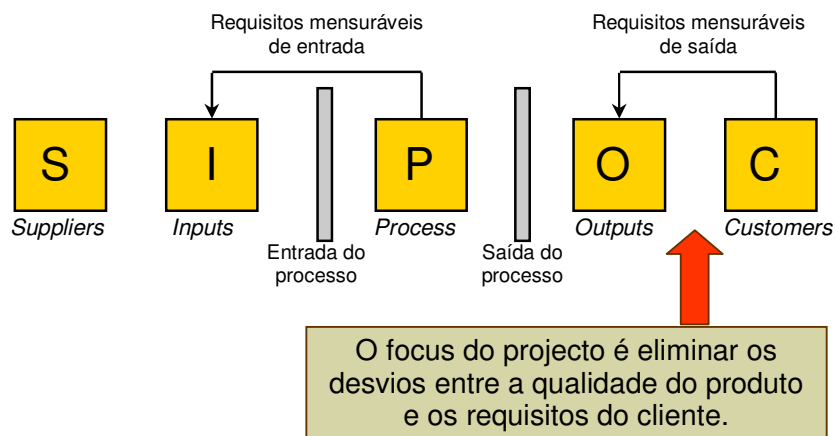 Requisitos mensuráveis
de entrada
Requisitos mensuráveis
de saída
S
I
P
O
C
Suppliers
Inputs
Process
Outputs
Customers
Entrada do
processo
Saída do
processo
O focus do projecto é eliminar os
desvios entre a qualidade do produto
e os requisitos do cliente.